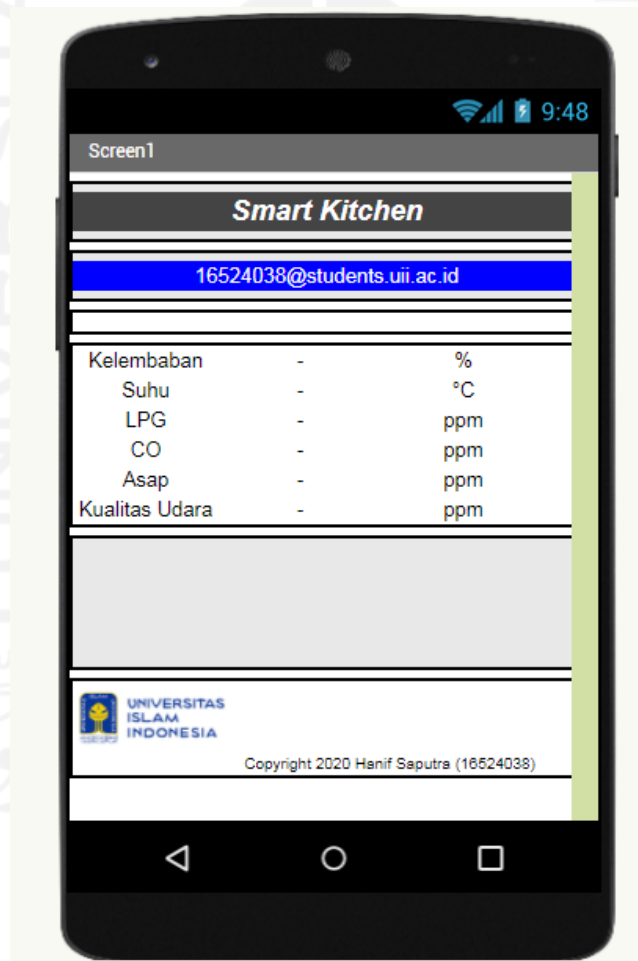 9:48
Screen1
Smart Kitchen
16524038@students.uii.ac.id
Kelembaban - %
Suhu - °C
LPG - ppm
CO - ppm
Asap - ppm
Kualitas Udara - ppm
UNIVERSITAS
ISLAM
INDONESIA
Copyright 2020 Hanif Saputra (16524038)